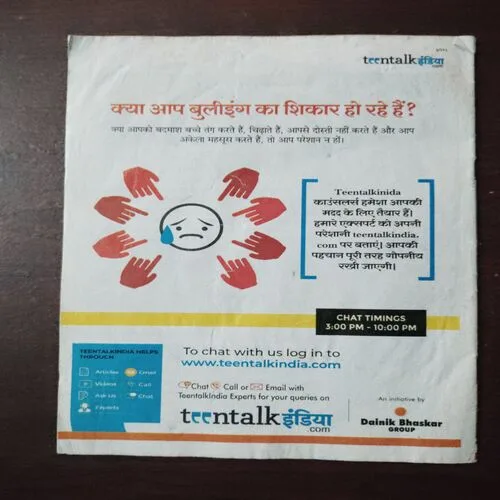 teentalkइंडिया
.com
क्या आप बुलीइंग का शिकार हो रहे हैं?
क्या आपको बदमाश बच्चे तंग करते हैं, चिढ़ाते हैं, आपसे दोस्ती नहीं करते हैं और आप
अकेला महसूस करते हैं, तो आप परेशान न हों।
Teentalkinida
काउंसलर्स हमेशा आपकी
मदद के लिए तैयार हैं।
हमारे एक्सपर्ट को अपनी
परेशानी teentalkindia.
com पर बताएं। आपकी
पहचान पूरी तरह गोपनीय
रखी जाएगी।
CHAT TIMINGS
3:00 PM - 10:00 PM
TEENTALKINDIA HELPS
THROUGH
Articles Email
Videos Call
Ask Us Chat
Experts
To chat with us log in to
www.teentalkindia.com
Chat Call or Email with
TeentalkIndia Experts for your queries on
teentalkइंडिया
.com
An initiative by
Dainik Bhaskar
GROUP